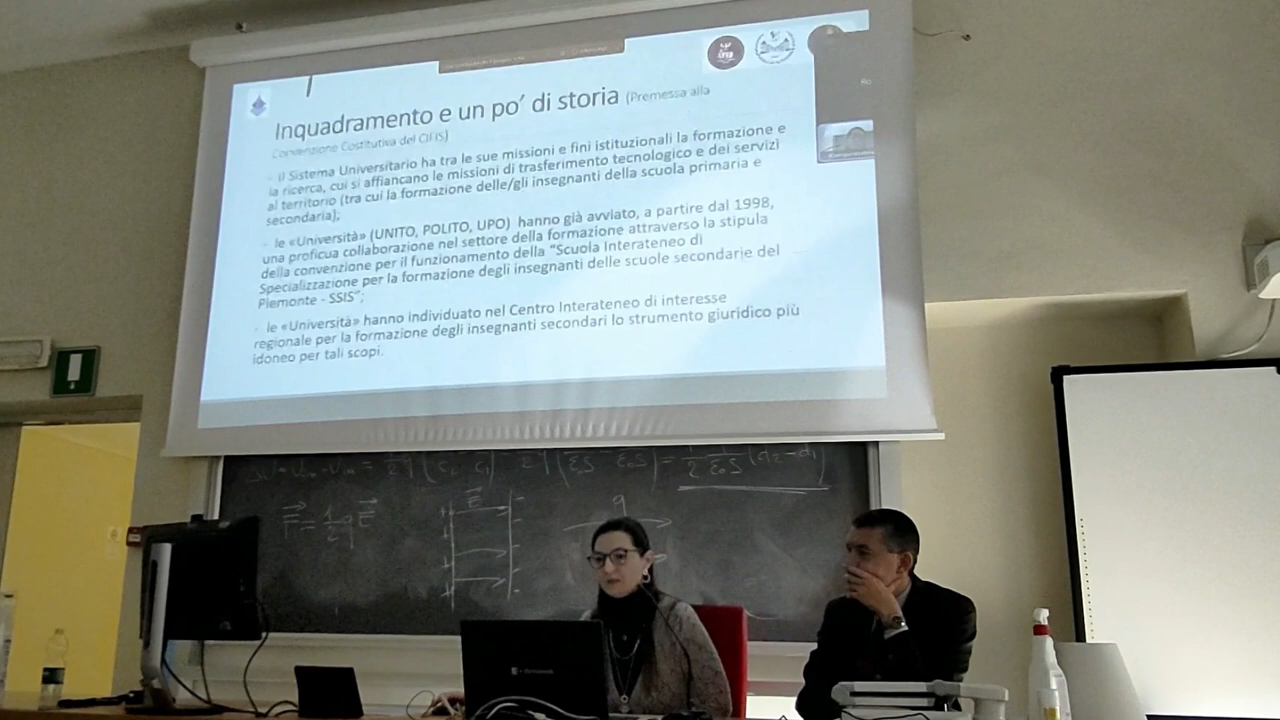 Inquadramento e un po' di storia (Premessa alla
Convenzione Costitutiva del CIFIS)
Il Sistema Universitario ha tra le sue missioni e fini istituzionali la formazione e
la ricerca, cui si affiancano le missioni di trasferimento tecnologico e dei servizi
al territorio (tra cui la formazione delle/gli insegnanti della scuola primaria e
secondaria);
le «Università» (UNITO, POLITO, UPO) hanno già avviato, a partire dal 1998,
una proficua collaborazione nel settore della formazione attraverso la stipula
della convenzione per il funzionamento della "Scuola Interateneo di
Specializzazione per la formazione degli insegnanti delle scuole secondarie del
Piemonte - SSIS";
le «Università» hanno individuato nel Centro Interateneo di interesse
regionale per la formazione degli insegnanti secondari lo strumento giuridico più
idoneo per tali scopi.
F = 1/2 q E
E
q